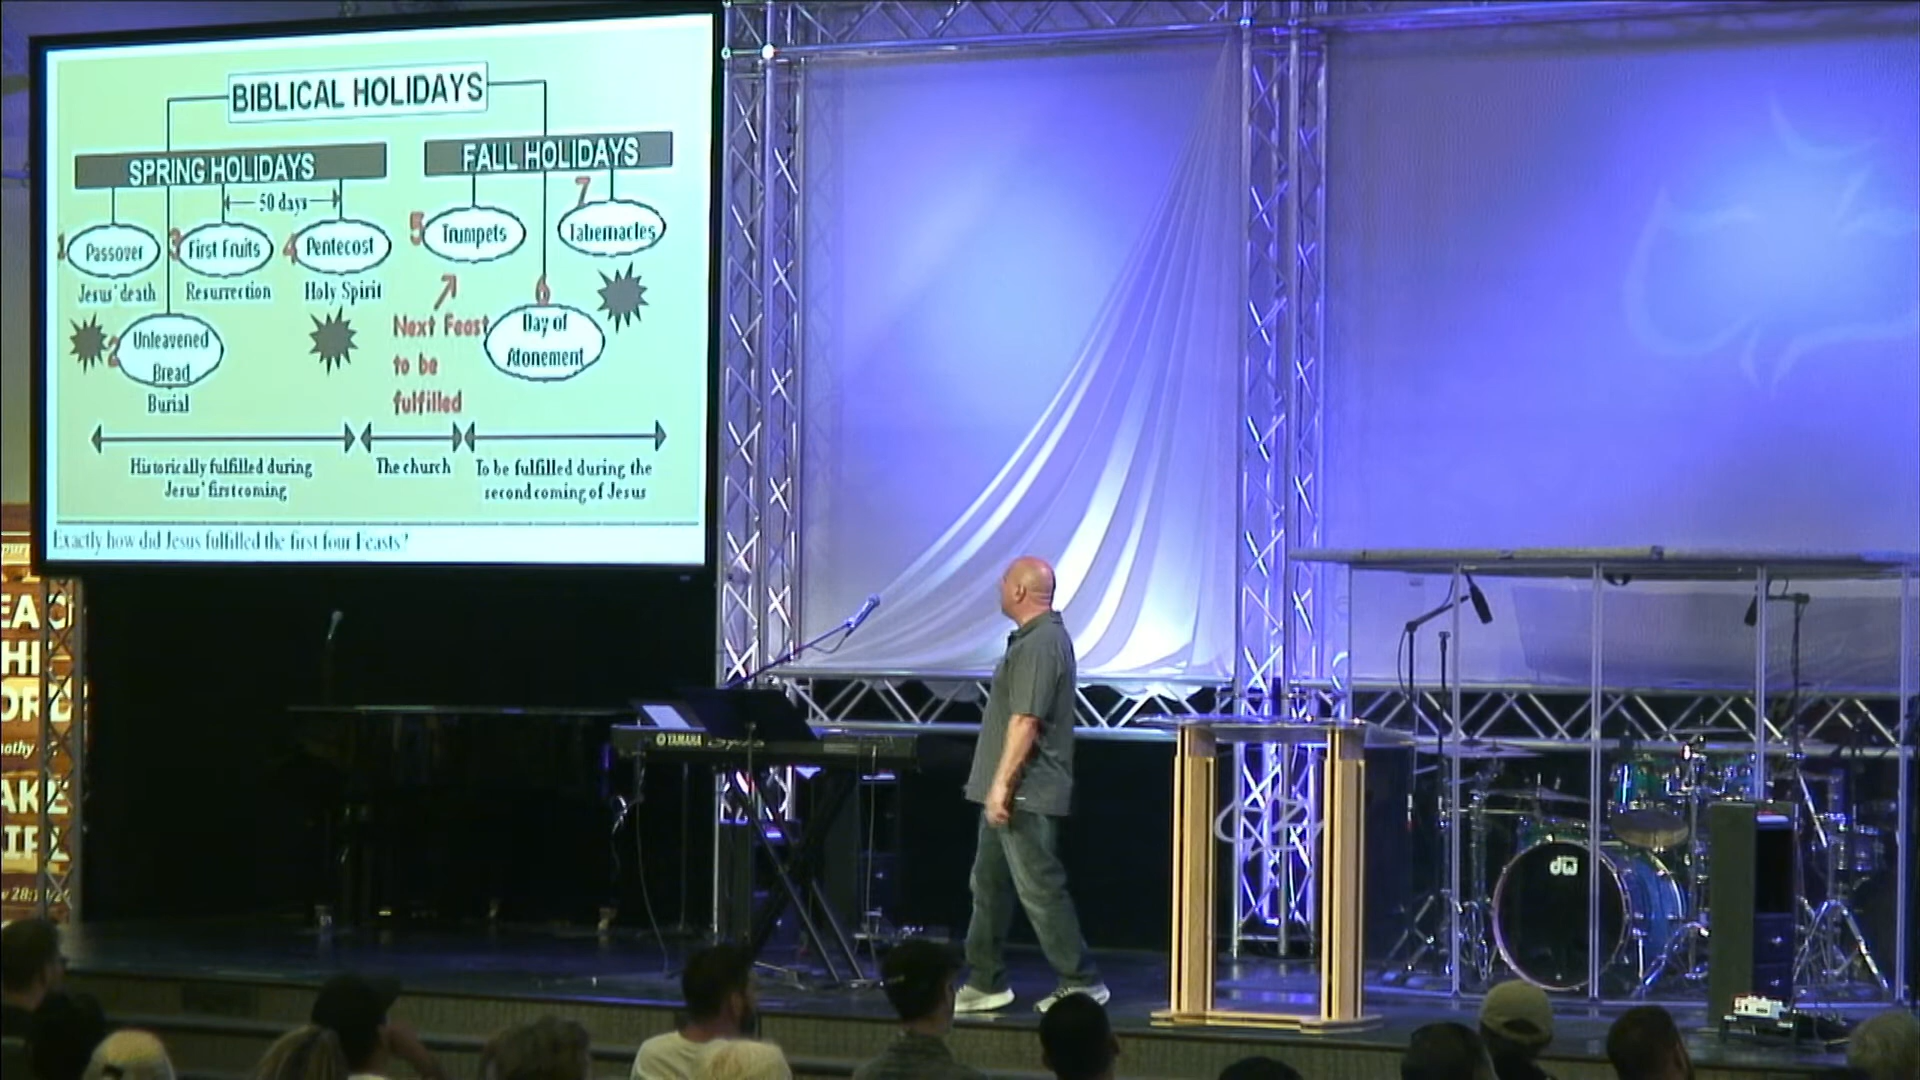 BIBLICAL HOLIDAYS
SPRING HOLIDAYS
FALL HOLIDAYS
50 days
7
1
Passover
3
First Fruits
4
Pentecost
5
Trumpets
Tabernacles
Jesus' death
Resurrection
Holy Spirit
6
2
Unleavened
Bread
Burial
Next Feast
to be
fulfilled
Day of
Atonement
Historically fulfilled during
Jesus' first coming
The church
To be fulfilled during the
second coming of Jesus
Exactly how did Jesus fulfilled the first four Feasts?
YAMAHA
dw